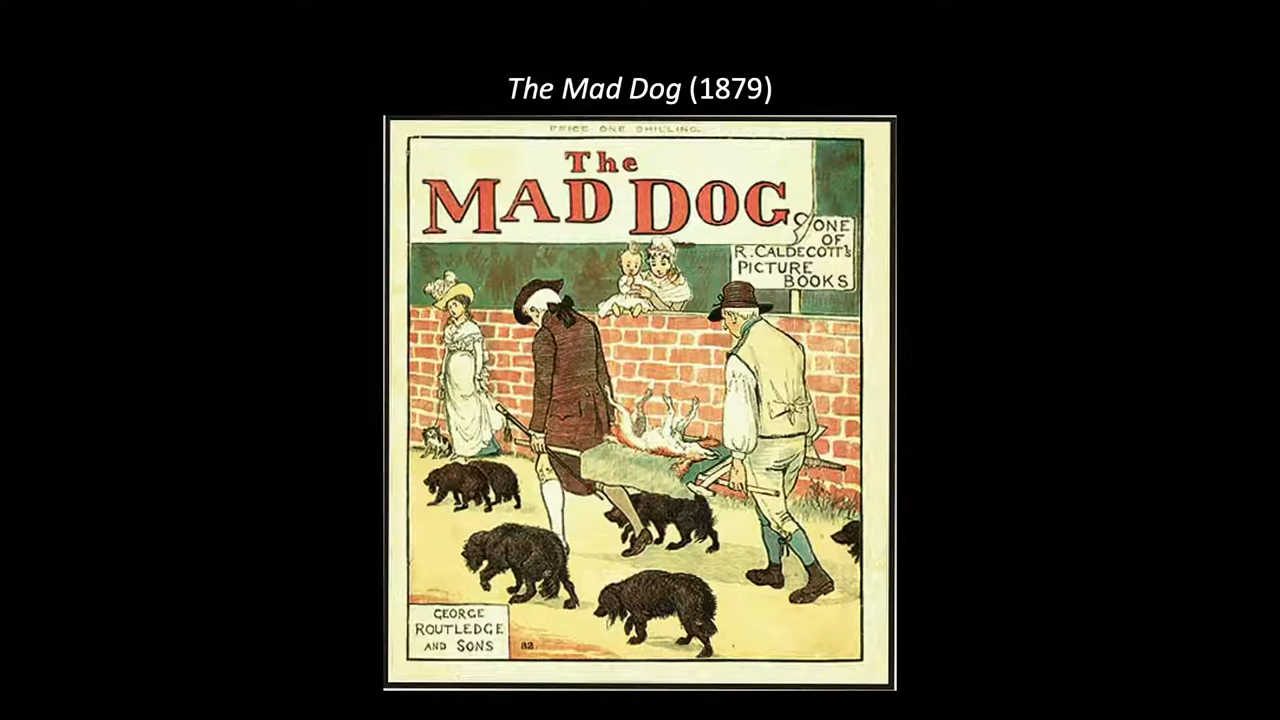 The Mad Dog (1879)
PRICE ONE SHILLING.
The
MAD DOG
ONE
OF
R. CALDECOTT's
PICTURE
BOOKS
GEORGE
ROUTLEDGE
AND SONS
32